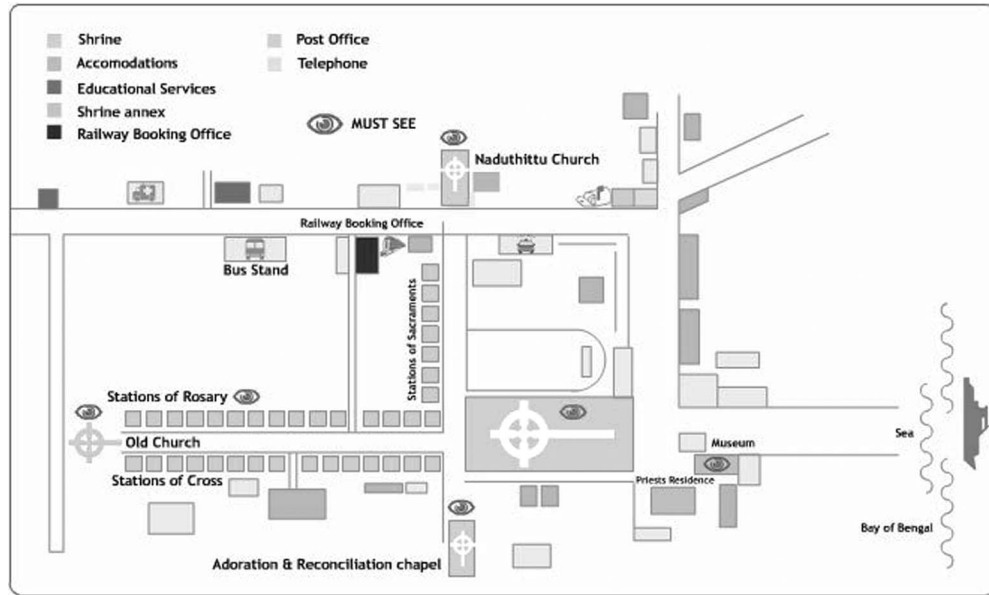 Shrine
Accomodations
Educational Services
Shrine annex
Railway Booking Office
Post Office
Telephone
MUST SEE
Naduthittu Church
Railway Booking Office
Bus Stand
Stations of Sacraments
Stations of Rosary
Old Church
Stations of Cross
Adoration & Reconciliation chapel
Museum
Priests Residence
Sea
Bay of Bengal